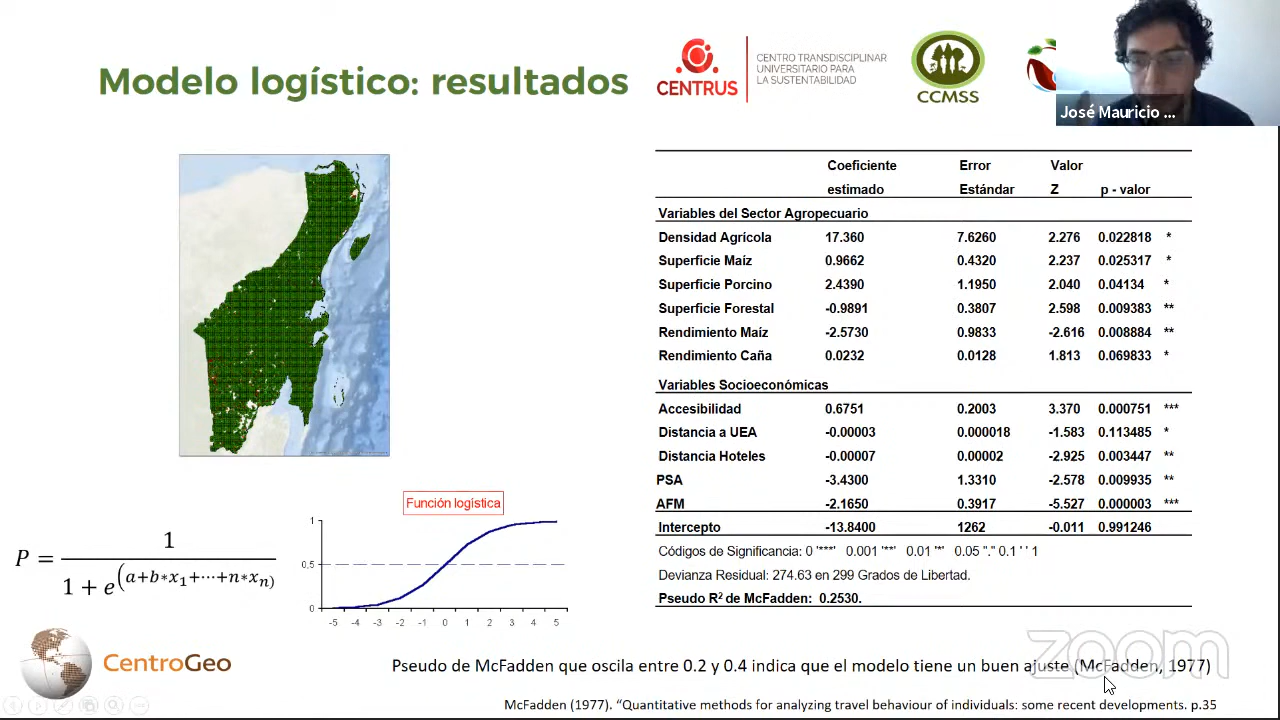 Modelo logístico: resultados
CENTRUS
CENTRO TRANSDISCIPLINAR
UNIVERSITARIO PARA
LA SUSTENTABILIDAD
CCMSS
José Mauricio ...
Coeficiente Error Valor
estimado Estándar Z p - valor
Variables del Sector Agropecuario
Densidad Agrícola 17.360 7.6260 2.276 0.022818 *
Superficie Maíz 0.9662 0.4320 2.237 0.025317 *
Superficie Porcino 2.4390 1.1950 2.040 0.04134 *
Superficie Forestal -0.9891 0.3807 2.598 0.009383 **
Rendimiento Maíz -2.5730 0.9833 -2.616 0.008884 **
Rendimiento Caña 0.0232 0.0128 1.813 0.069833 *
Variables Socioeconómicas
Accesibilidad 0.6751 0.2003 3.370 0.000751 ***
Distancia a UEA -0.00003 0.000018 -1.583 0.113485 *
Distancia Hoteles -0.00007 0.00002 -2.925 0.003447 **
PSA -3.4300 1.3310 -2.578 0.009935 **
AFM -2.1650 0.3917 -5.527 0.000003 ***
Intercepto -13.8400 1262 -0.011 0.991246
Códigos de Significancia: 0 '***' 0.001 '**' 0.01 '*' 0.05 "." 0.1 ' ' 1
Devianza Residual: 274.63 en 299 Grados de Libertad.
Pseudo R² de McFadden: 0.2530.
Función logística
1
0,5
0
-5 -4 -3 -2 -1 0 1 2 3 4 5
P = 1 / 1 + e^(a+b*x₁+⋯+n*xₙ)
CentroGeo
zoom
Pseudo de McFadden que oscila entre 0.2 y 0.4 indica que el modelo tiene un buen ajuste (McFadden, 1977)
McFadden (1977). “Quantitative methods for analyzing travel behaviour of individuals: some recent developments. p.35